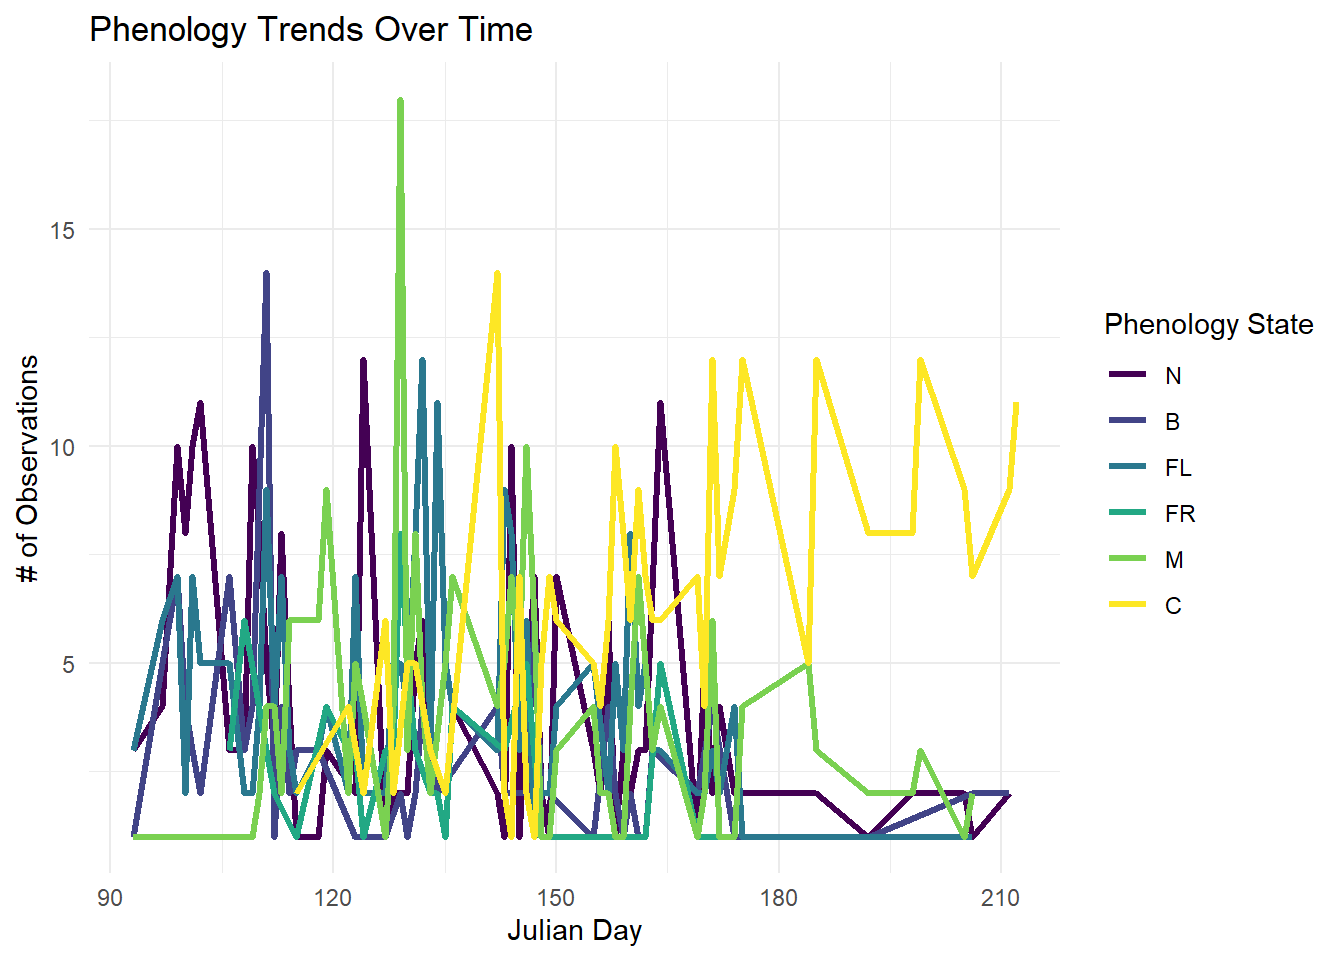 Phenology Trends Over Time
# of Observations
15
10
5
90 120 150 180 210
Julian Day
Phenology State
N
B
FL
FR
M
C